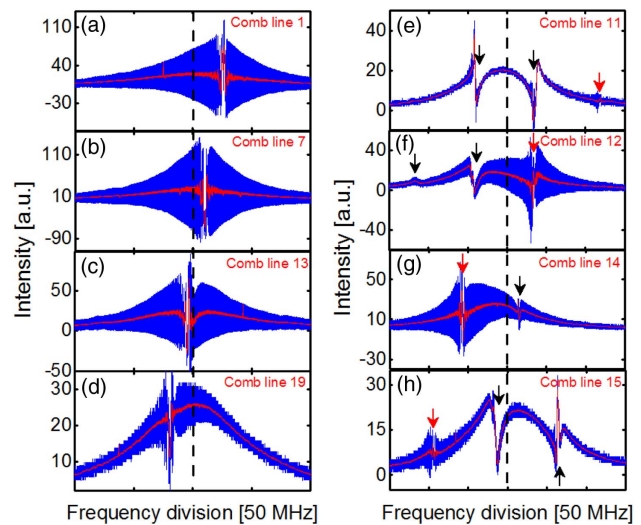 (a) Comb line 1
110
40
-30
(b) Comb line 7
110
10
-90
(c) Comb line 13
50
0
50
(d) Comb line 19
30
20
10
Intensity [a.u.]
Frequency division [50 MHz]
(e) Comb line 11
40
20
0
(f) Comb line 12
40
0
-40
(g) Comb line 14
50
10
-30
(h) Comb line 15
30
15
0
Intensity [a.u.]
Frequency division [50 MHz]